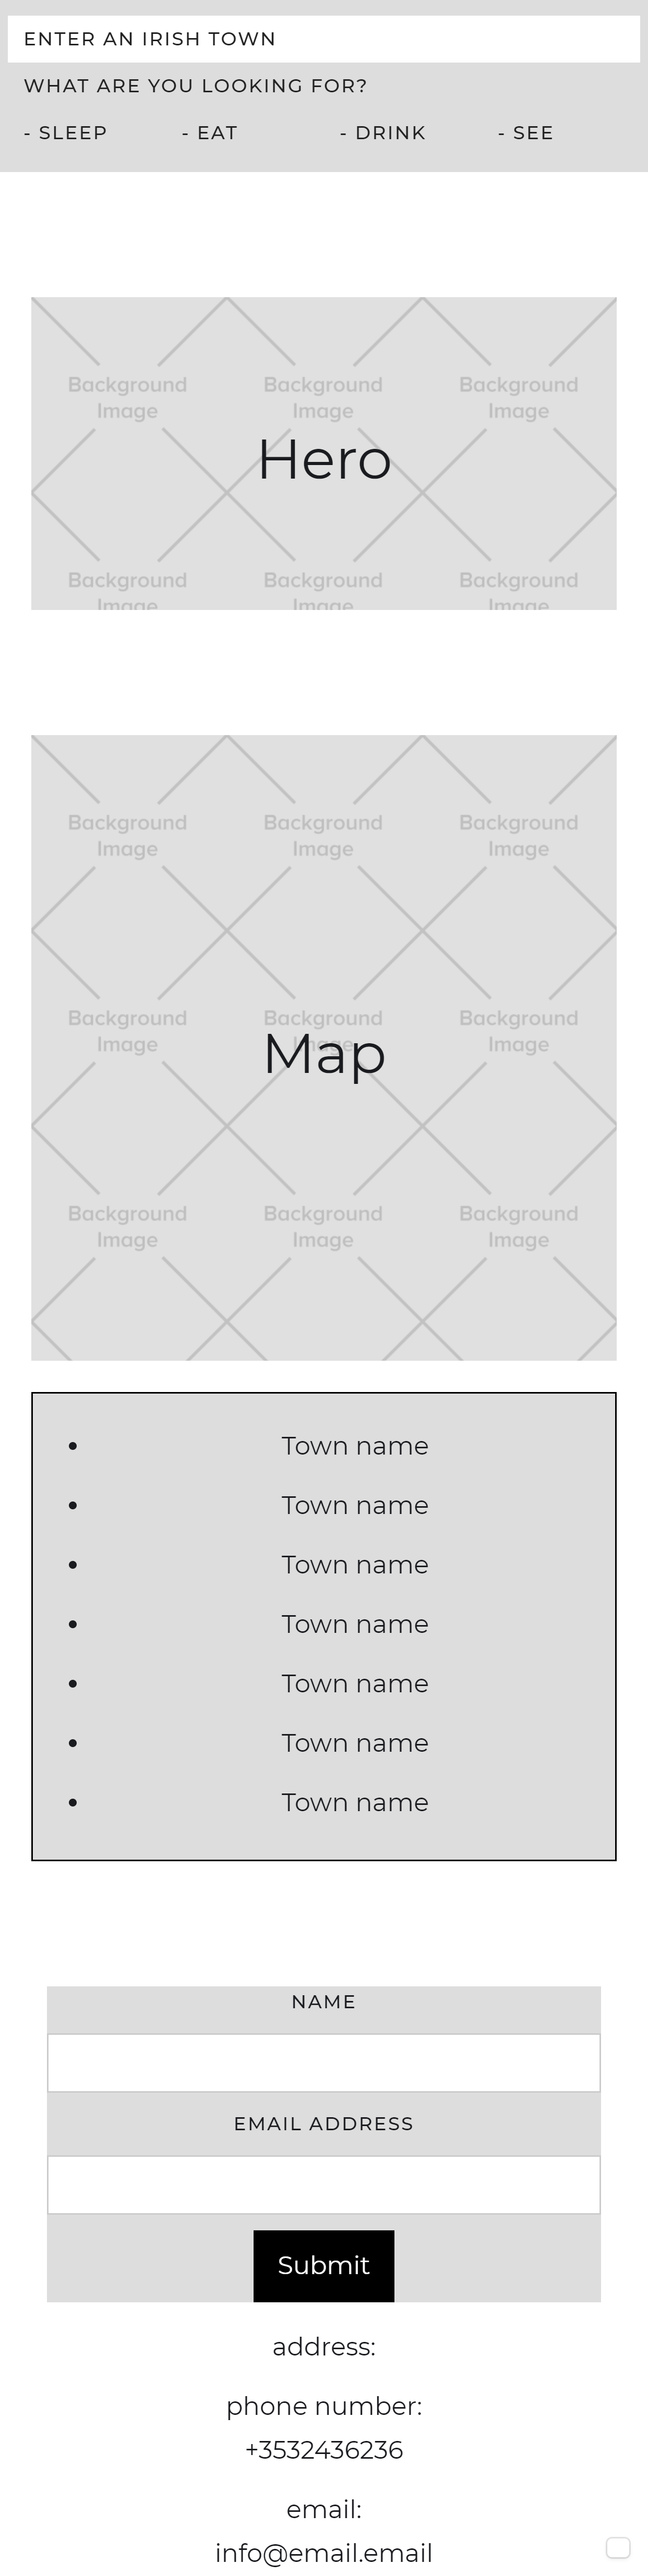 ENTER AN IRISH TOWN
WHAT ARE YOU LOOKING FOR?
- SLEEP - EAT - DRINK - SEE
Background Background Background
Image Image Image
Hero
Background Background Background
Image Image Image
Background Background Background
Image Image Image
Background Background Background
Image Image Image
Map
Background Background Background
Image Image Image
• Town name
• Town name
• Town name
• Town name
• Town name
• Town name
• Town name
NAME
EMAIL ADDRESS
Submit
address:
phone number:
+3532436236
email:
info@email.email